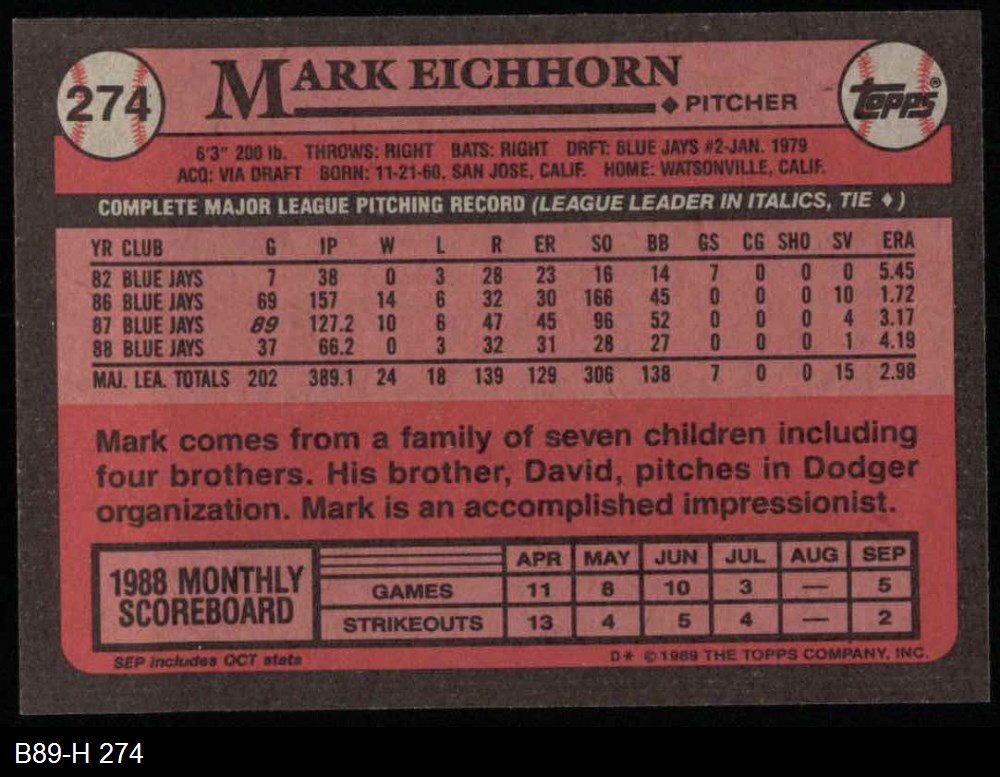 274
MARK EICHHORN
♦ PITCHER
topps®
6'3" 200 lb. THROWS: RIGHT BATS: RIGHT DRFT: BLUE JAYS #2-JAN. 1979
ACQ: VIA DRAFT BORN: 11-21-60, SAN JOSE, CALIF. HOME: WATSONVILLE, CALIF.
COMPLETE MAJOR LEAGUE PITCHING RECORD (LEAGUE LEADER IN ITALICS, TIE ♦)
YR CLUB G IP W L R ER SO BB GS CG SHO SV ERA
82 BLUE JAYS 7 38 0 3 28 23 16 14 7 0 0 0 5.45
86 BLUE JAYS 69 157 14 6 32 30 166 45 0 0 0 10 1.72
87 BLUE JAYS 89 127.2 10 6 47 45 96 52 0 0 0 4 3.17
88 BLUE JAYS 37 66.2 0 3 32 31 28 27 0 0 0 1 4.19
MAJ. LEA. TOTALS 202 389.1 24 18 139 129 306 138 7 0 0 15 2.98
Mark comes from a family of seven children including
four brothers. His brother, David, pitches in Dodger
organization. Mark is an accomplished impressionist.
1988 MONTHLY
SCOREBOARD
APR MAY JUN JUL AUG SEP
GAMES 11 8 10 3 — 5
STRIKEOUTS 13 4 5 4 — 2
SEP includes OCT stats
D* © 1989 THE TOPPS COMPANY, INC.
B89-H 274